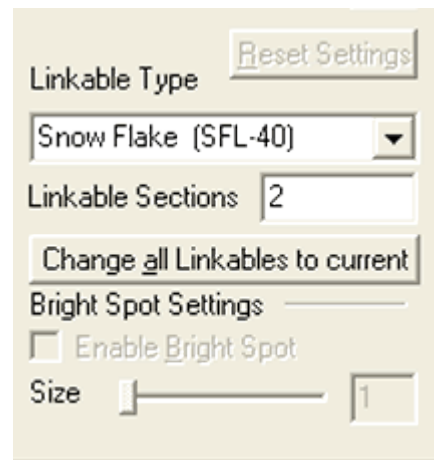 Reset Settings
Linkable Type
Snow Flake (SFL-40)
Linkable Sections 2
Change all Linkables to current
Bright Spot Settings
Enable Bright Spot
Size 1